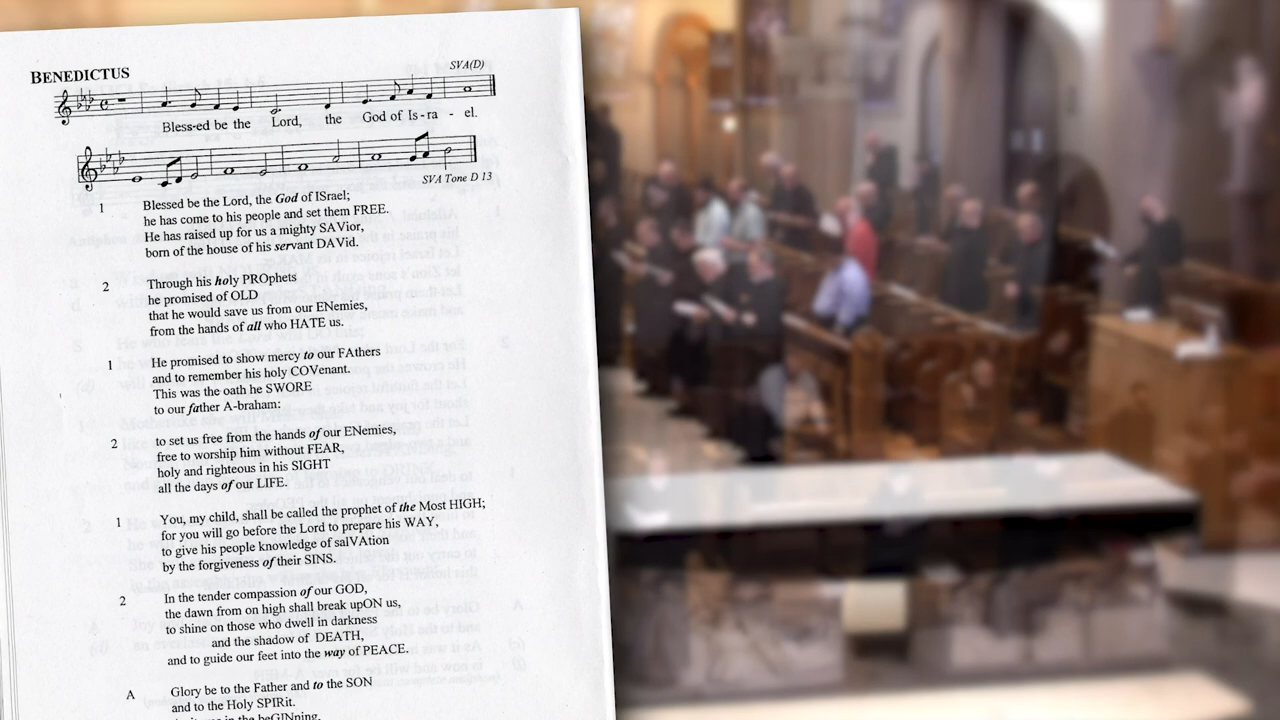 BENEDICTUS
SVA(D)
Bless-ed be the Lord, the God of Is - ra - el.
SVA Tone D 13
1 Blessed be the Lord, the God of ISrael;
he has come to his people and set them FREE.
He has raised up for us a mighty SAVior,
born of the house of his servant DAVid.
2 Through his holy PROphets
he promised of OLD
that he would save us from our ENemies,
from the hands of all who HATE us.
1 He promised to show mercy to our FAthers
and to remember his holy COVenant.
This was the oath he SWORE
to our father A-braham:
2 to set us free from the hands of our ENemies,
free to worship him without FEAR,
holy and righteous in his SIGHT
all the days of our LIFE.
1 You, my child, shall be called the prophet of the Most HIGH;
for you will go before the Lord to prepare his WAY,
to give his people knowledge of salVAtion
by the forgiveness of their SINS.
2 In the tender compassion of our GOD,
the dawn from on high shall break upON us,
to shine on those who dwell in darkness
and the shadow of DEATH,
and to guide our feet into the way of PEACE.
A Glory be to the Father and to the SON
and to the Holy SPIRit.
in the beGINning,